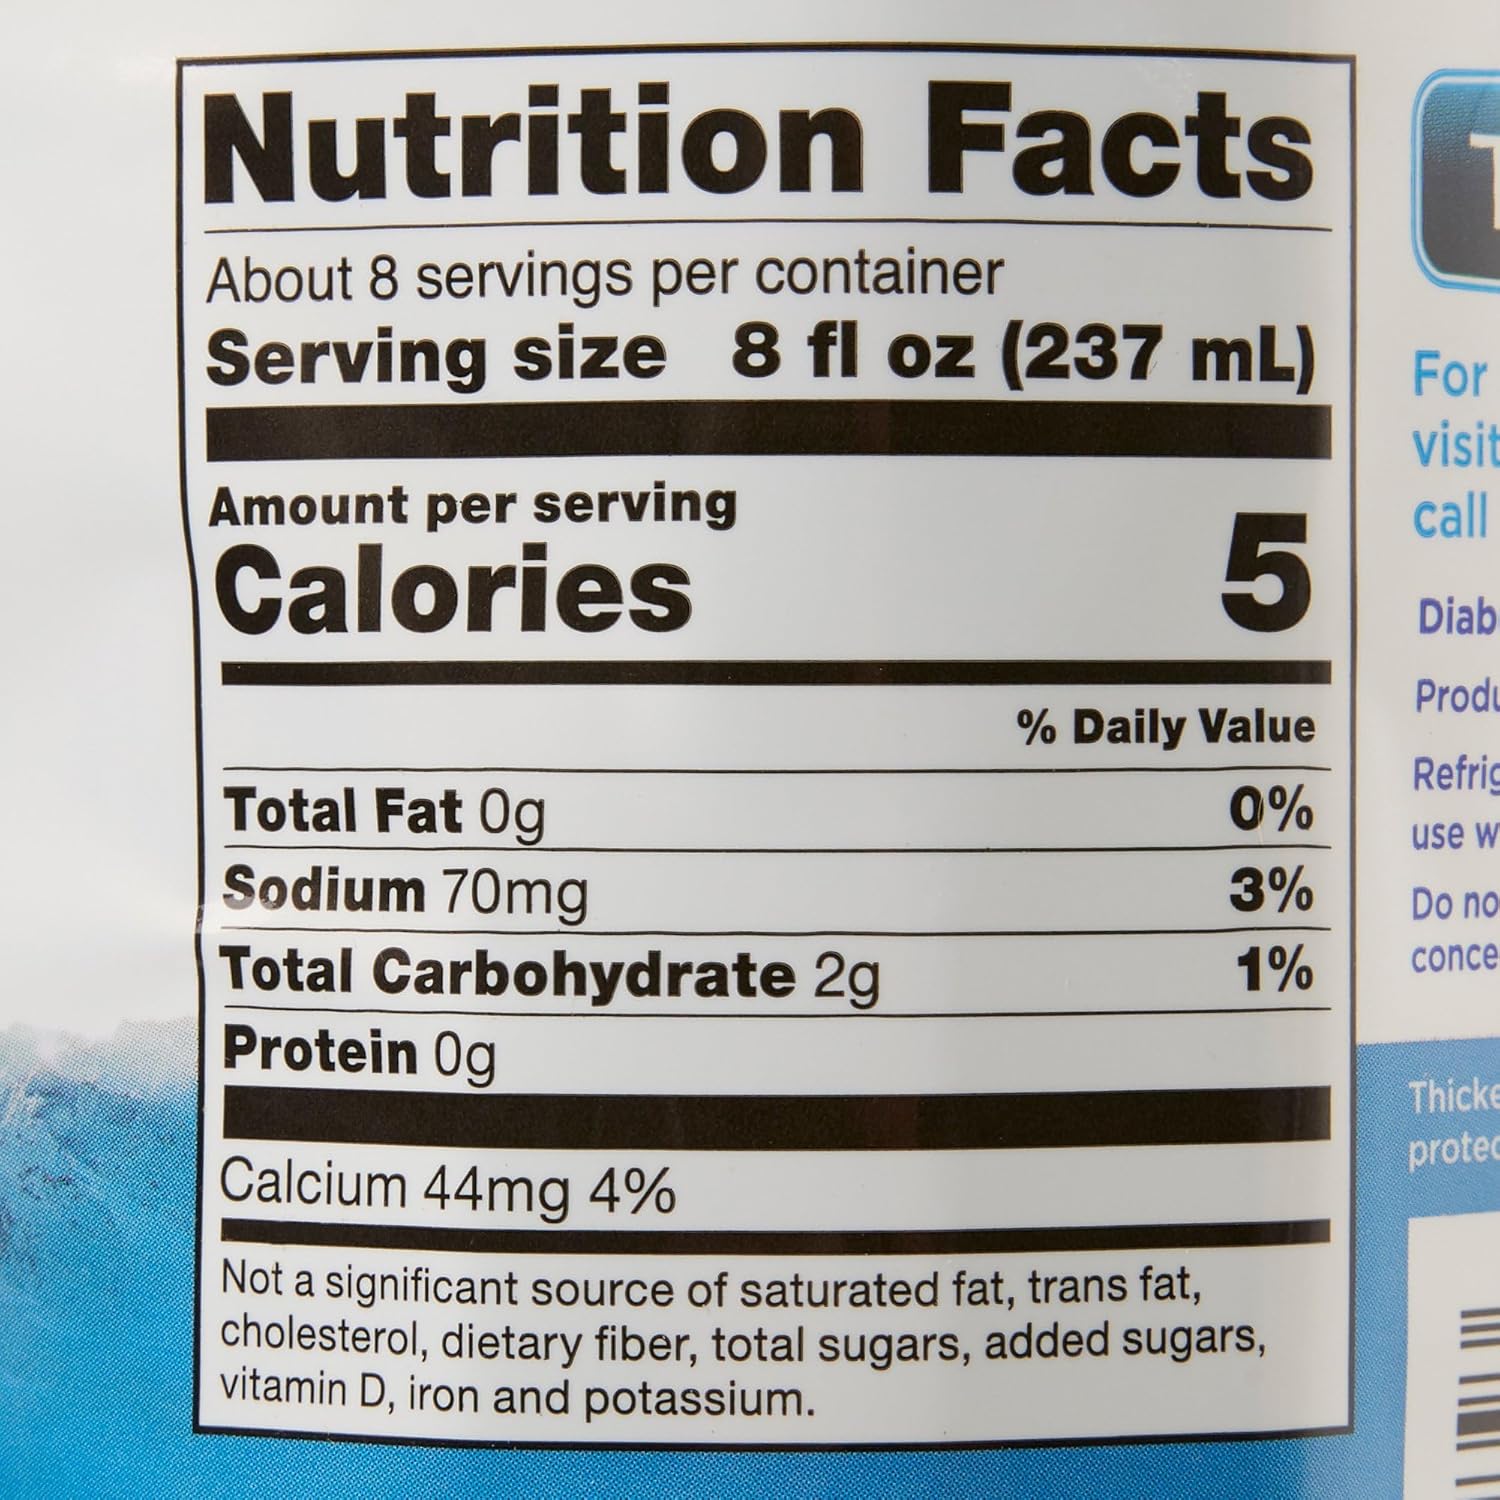 Nutrition Facts
About 8 servings per container
Serving size 8 fl oz (237 mL)
Amount per serving
Calories 5
% Daily Value
Total Fat 0g 0%
Sodium 70mg 3%
Total Carbohydrate 2g 1%
Protein 0g
Calcium 44mg 4%
Not a significant source of saturated fat, trans fat,
cholesterol, dietary fiber, total sugars, added sugars,
vitamin D, iron and potassium.
For
visit
call
use
Do